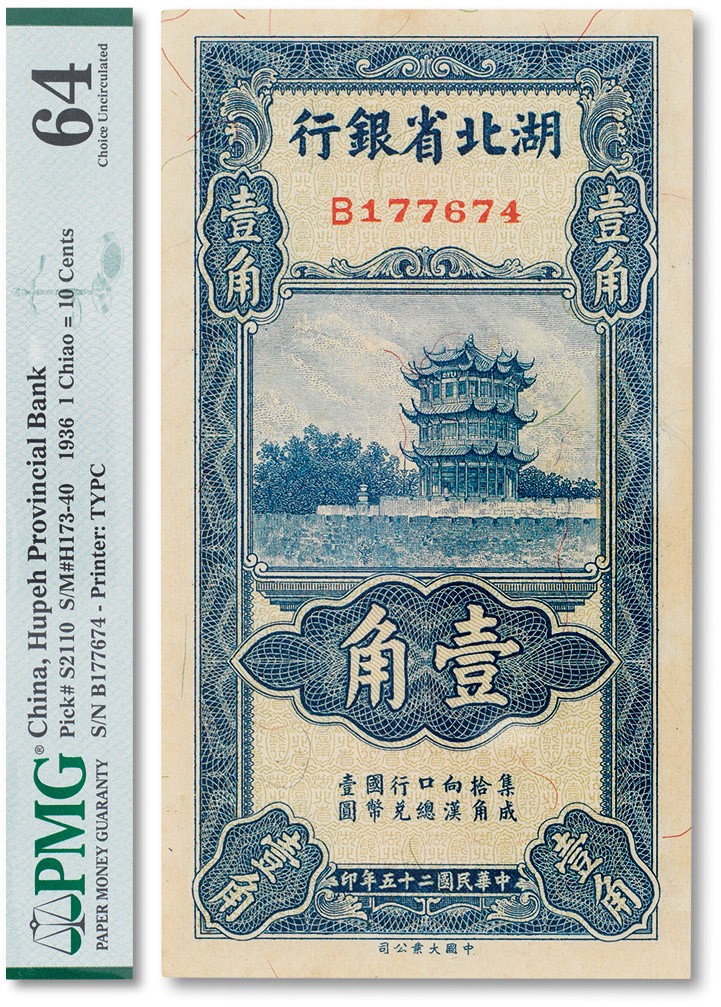 PMG®
PAPER MONEY GUARANTY
China, Hupeh Provincial Bank
Pick# S2110 S/M#H173-40 1936 1 Chiao = 10 Cents
S/N B177674 - Printer: TYPC
64
Choice Uncirculated
湖北省銀行
B177674
壹角
壹角
壹角
集成拾角向漢口總行兌國幣壹圓
壹角
壹角
中華民國二十五年印
中國大業公司